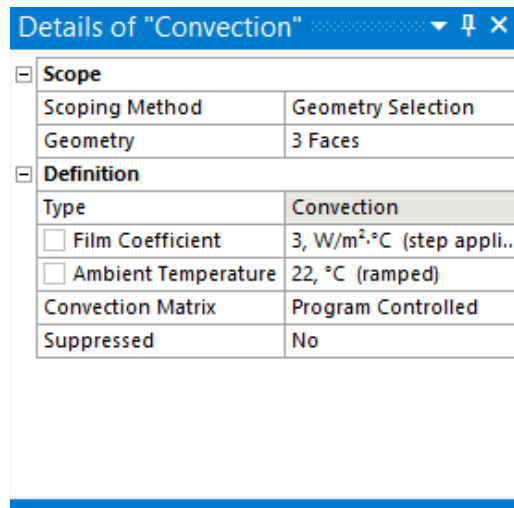 Details of "Convection"
Scope
Scoping Method Geometry Selection
Geometry 3 Faces
Definition
Type Convection
Film Coefficient 3, W/m²·°C (step appli..
Ambient Temperature 22, °C (ramped)
Convection Matrix Program Controlled
Suppressed No